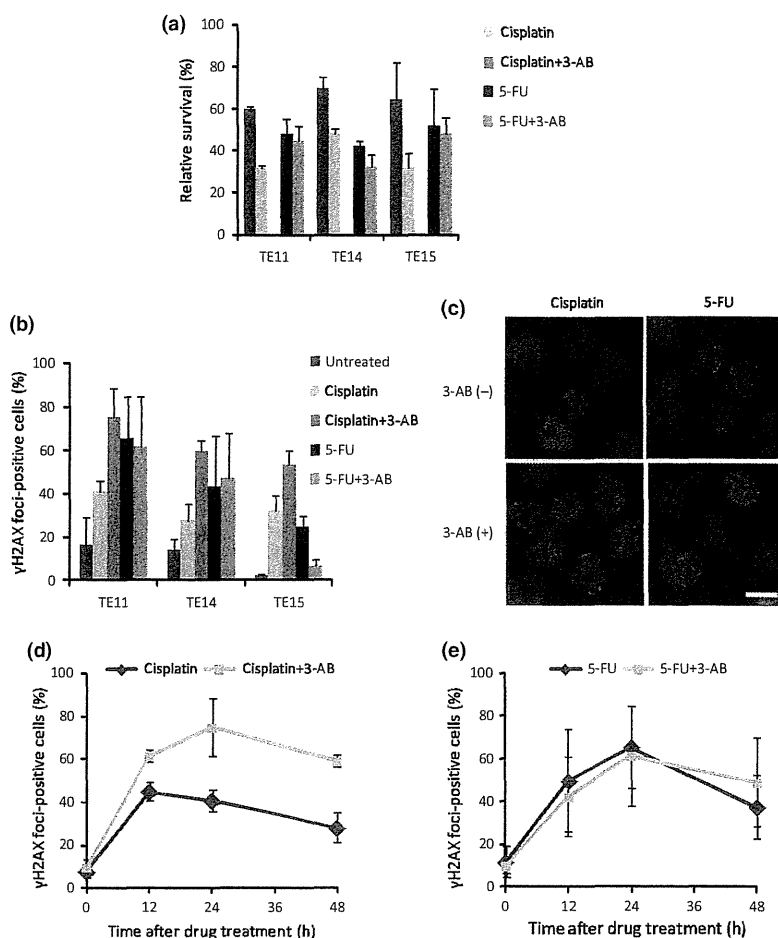 (a)
Relative survival (%)
100
80
60
40
20
0
TE11 TE14 TE15
Cisplatin
Cisplatin+3-AB
5-FU
5-FU+3-AB
(b)
γH2AX foci-positive cells (%)
100
80
60
40
20
0
TE11 TE14 TE15
Untreated
Cisplatin
Cisplatin+3-AB
5-FU
5-FU+3-AB
(c)
Cisplatin 5-FU
3-AB (–)
3-AB (+)
(d)
Cisplatin Cisplatin+3-AB
γH2AX foci-positive cells (%)
100
80
60
40
20
0
0 12 24 36 48
Time after drug treatment (h)
(e)
5-FU 5-FU+3-AB
γH2AX foci-positive cells (%)
100
80
60
40
20
0
0 12 24 36 48
Time after drug treatment (h)